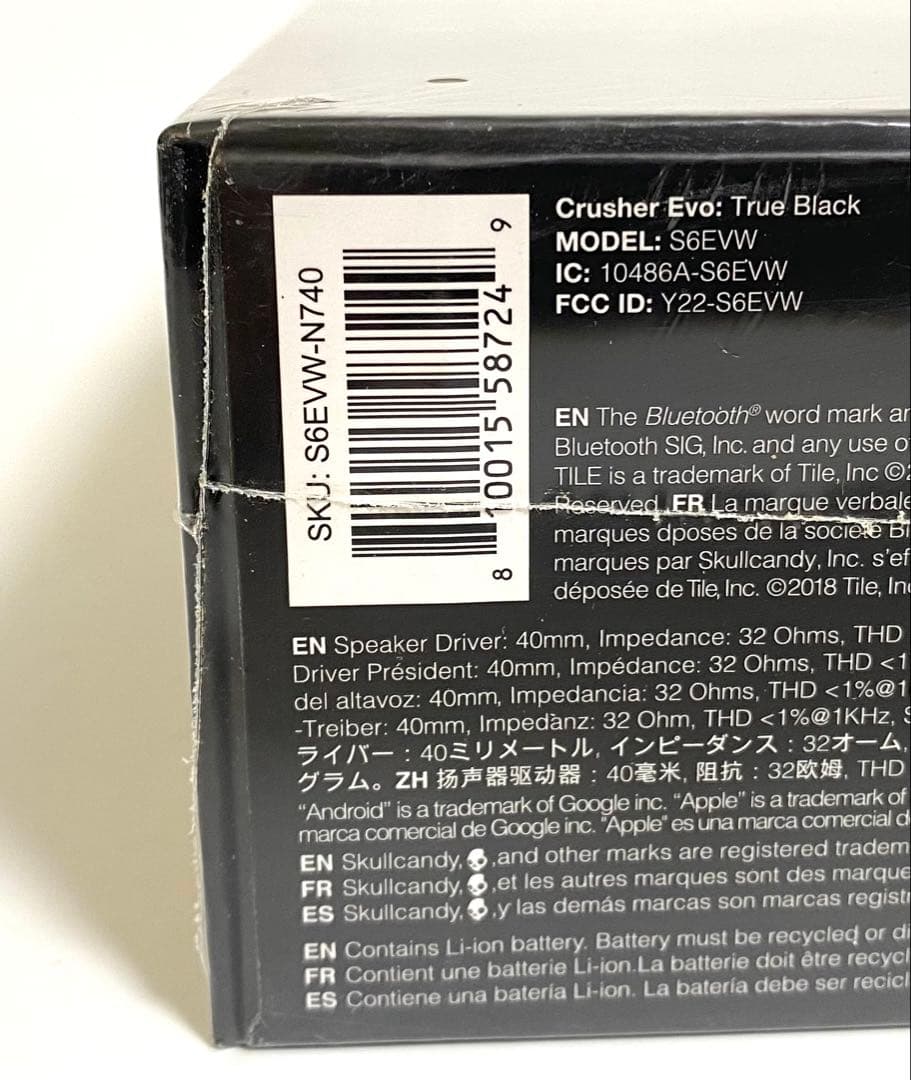 SKU: S6EVW-N740
8 10015 58724 9
Crusher Evo: True Black
MODEL: S6EVW
IC: 10486A-S6EVW
FCC ID: Y22-S6EVW
EN The Bluetooth® word mark
Bluetooth SIG, Inc. and any use
TILE is a trademark of Tile, Inc ©
Reserved. FR La marque verbale
marques dposes de la société
marques par Skullcandy, Inc. s'ef
déposée de Tile, Inc. ©2018 Tile,
EN Speaker Driver: 40mm, Impedance: 32 Ohms, THD
Driver Président: 40mm, Impédance: 32 Ohms, THD <1
del altavoz: 40mm, Impedancia: 32 Ohms, THD <1%@1
-Treiber: 40mm, Impedanz: 32 Ohm, THD <1%@1KHz,
ライバー：40ミリメートル, インピーダンス：32オーム,
グラム。ZH 扬声器驱动器：40毫米, 阻抗：32欧姆, THD
“Android” is a trademark of Google inc. “Apple” is a trademark of
marca comercial de Google inc. "Apple" es una marca comercial
EN Skullcandy, ,and other marks are registered tradem
FR Skullcandy, ,et les autres marques sont des marque
ES Skullcandy, ,y las demás marcas son marcas registr
EN Contains Li-ion battery. Battery must be recycled or di
FR Contient une batterie Li-ion.La batterie doit être recycl
ES Contiene una batería Li-ion. La batería debe ser recicl